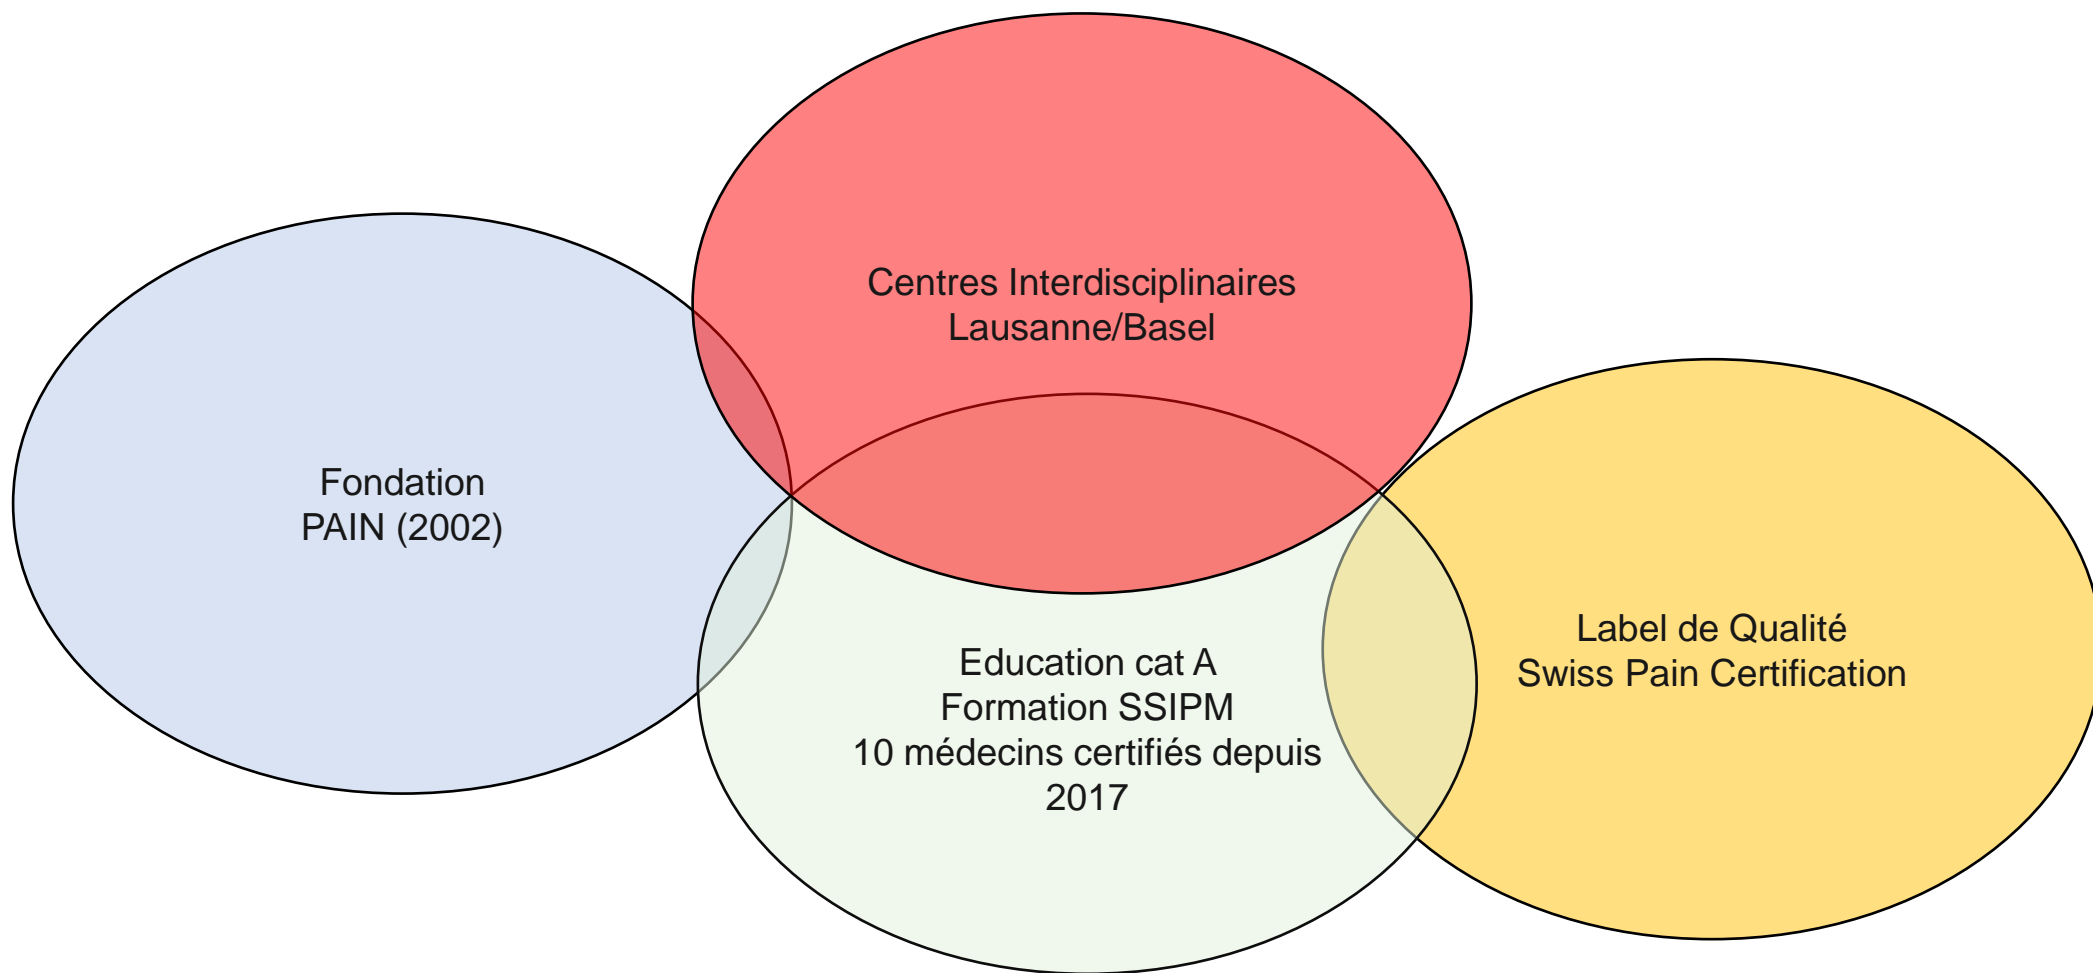 Centres Interdisciplinaires
Lausanne/Basel
Fondation
PAIN (2002)
Education cat A
Formation SSIPM
10 médecins certifiés depuis
2017
Label de Qualité
Swiss Pain Certification